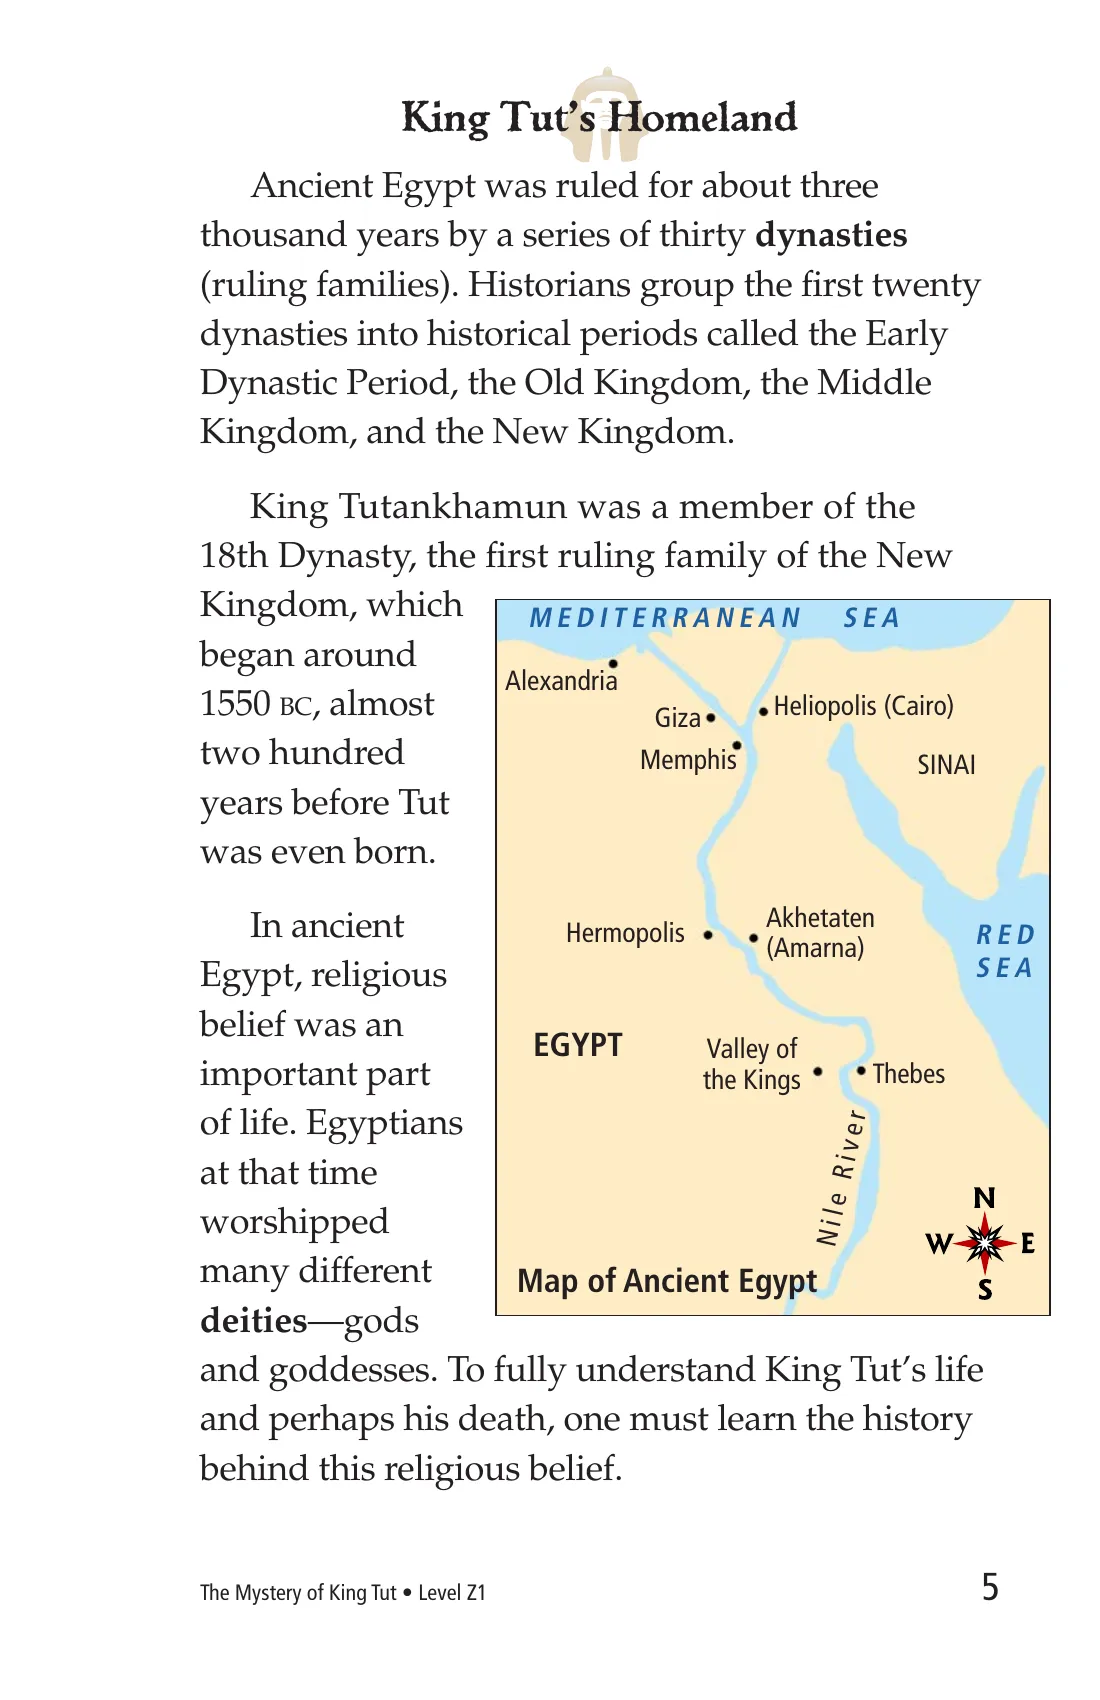 King Tut's Homeland
Ancient Egypt was ruled for about three
thousand years by a series of thirty dynasties
(ruling families). Historians group the first twenty
dynasties into historical periods called the Early
Dynastic Period, the Old Kingdom, the Middle
Kingdom, and the New Kingdom.
King Tutankhamun was a member of the
18th Dynasty, the first ruling family of the New
Kingdom, which
began around
1550 BC, almost
two hundred
years before Tut
was even born.
In ancient
Egypt, religious
belief was an
important part
of life. Egyptians
at that time
worshipped
many different
deities—gods
and goddesses. To fully understand King Tut's life
and perhaps his death, one must learn the history
behind this religious belief.
MEDITERRANEAN SEA
Alexandria
Giza
Heliopolis (Cairo)
Memphis
SINAI
Hermopolis
Akhetaten
(Amarna)
RED
SEA
EGYPT
Valley of
the Kings
Thebes
Nile River
N
W E
S
Map of Ancient Egypt
The Mystery of King Tut • Level Z1
5